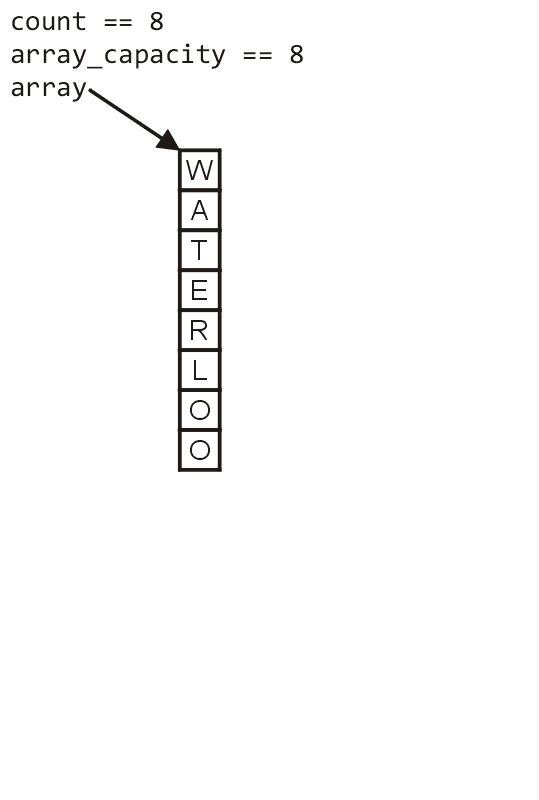 count == 8
array_capacity == 8
array
W
A
T
E
R
L
O
O